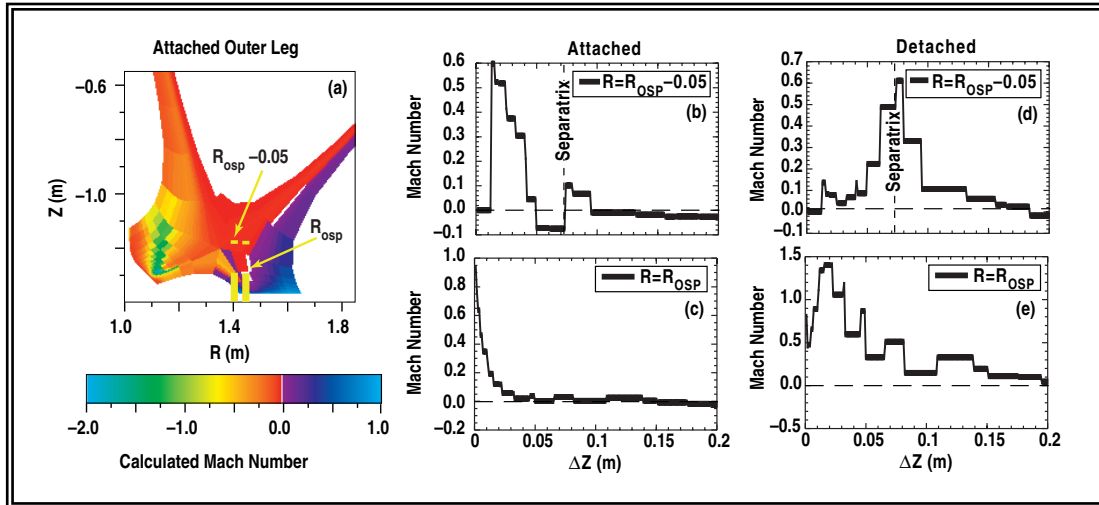 Attached Outer Leg
(a)
R_osp −0.05
R_osp
−0.6
−1.0
Z (m)
1.0 1.4 1.8
R (m)
−2.0 −1.0 0.0 1.0
Calculated Mach Number
Attached
R=R_OSP−0.05
(b)
Separatrix
Mach Number
0.6
0.5
0.4
0.3
0.2
0.1
0.0
−0.1
R=R_OSP
(c)
Mach Number
1.0
0.8
0.6
0.4
0.2
0.0
−0.2
0 0.05 0.1 0.15 0.2
ΔZ (m)
Detached
R=R_OSP−0.05
(d)
Separatrix
Mach Number
0.7
0.6
0.5
0.4
0.3
0.2
0.1
0.0
−0.1
R=R_OSP
(e)
Mach Number
1.5
1.0
0.5
0.0
−0.5
0 0.05 0.1 0.15 0.2
ΔZ (m)